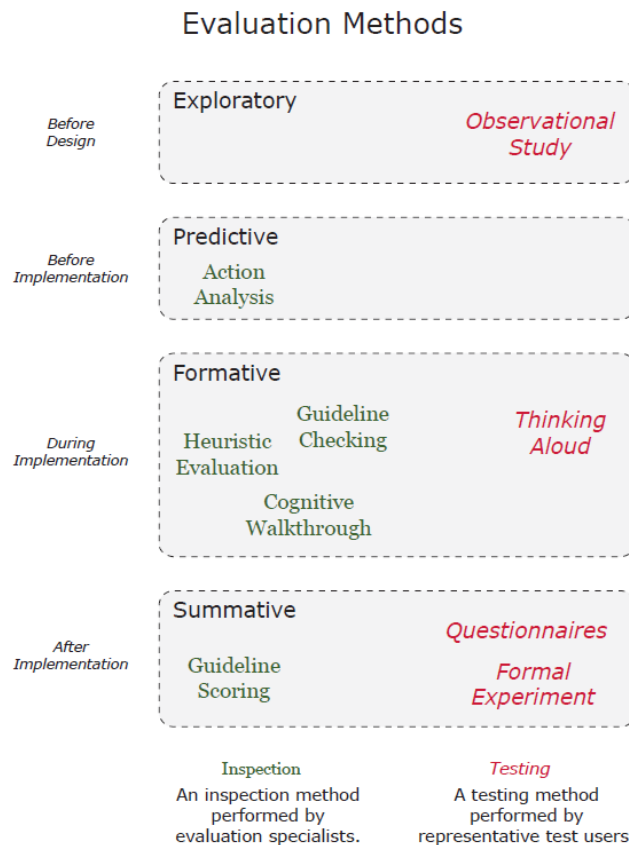 Evaluation Methods
Before
Design
Exploratory
Observational
Study
Before
Implementation
Predictive
Action
Analysis
During
Implementation
Formative
Heuristic
Evaluation
Guideline
Checking
Cognitive
Walkthrough
Thinking
Aloud
After
Implementation
Summative
Guideline
Scoring
Questionnaires
Formal
Experiment
Inspection
An inspection method
performed by
evaluation specialists.
Testing
A testing method
performed by
representative test users